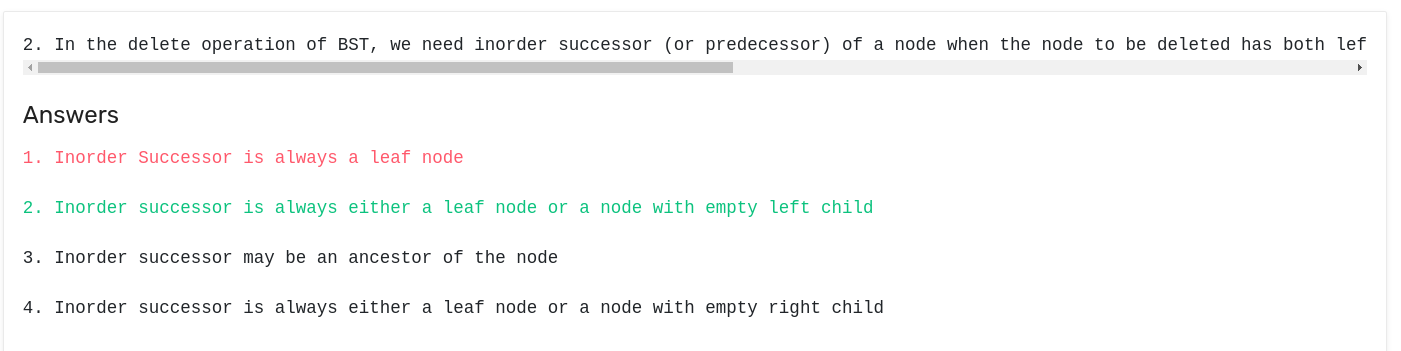 2. In the delete operation of BST, we need inorder successor (or predecessor) of a node when the node to be deleted has both lef
Answers
1. Inorder Successor is always a leaf node
2. Inorder successor is always either a leaf node or a node with empty left child
3. Inorder successor may be an ancestor of the node
4. Inorder successor is always either a leaf node or a node with empty right child